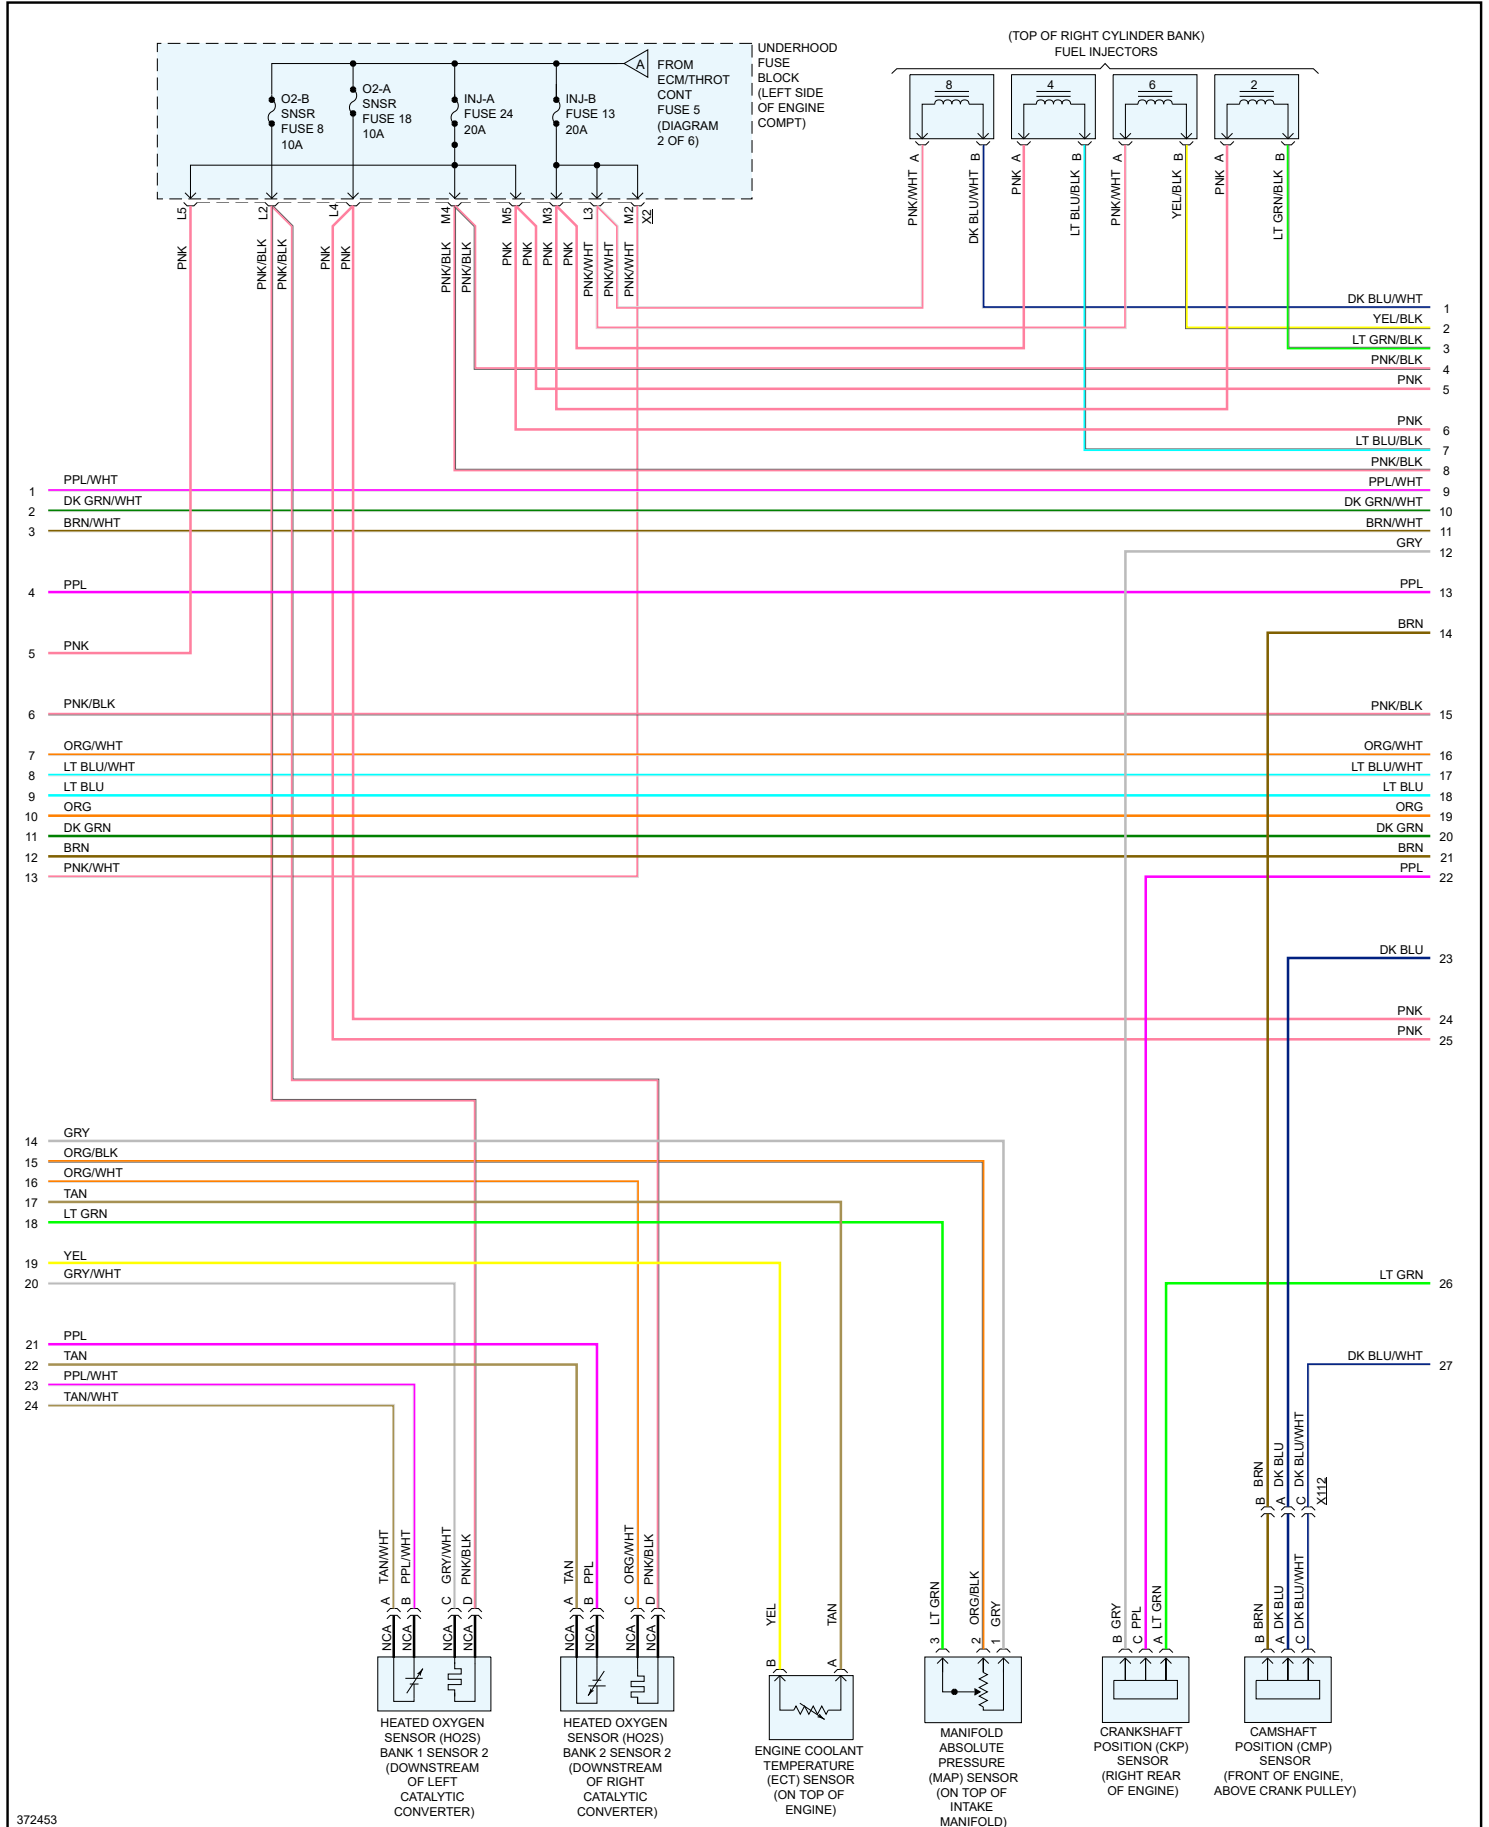 (TOP OF RIGHT CYLINDER BANK)
FUEL INJECTORS
UNDERHOOD
FUSE
BLOCK
(LEFT SIDE
OF ENGINE
COMPT)
A
FROM
ECM/THROT
CONT
FUSE 5
(DIAGRAM
2 OF 6)
O2-B
SNSR
FUSE 8
10A
O2-A
SNSR
FUSE 18
10A
INJ-A
FUSE 24
20A
INJ-B
FUSE 13
20A
8
4
6
2
A
B
A
B
A
B
A
B
PNK/WHT
DK BLU/WHT
PNK
LT BLU/BLK
PNK/WHT
YEL/BLK
PNK
LT GRN/BLK
L5
L2
L4
M4
M5
M3
L3
M2
X2
PNK
PNK/BLK
PNK/BLK
PNK
PNK
PNK/BLK
PNK/BLK
PNK
PNK
PNK
PNK
PNK/WHT
PNK/WHT
PNK/WHT
DK BLU/WHT 1
YEL/BLK 2
LT GRN/BLK 3
PNK/BLK 4
PNK 5
PNK 6
LT BLU/BLK 7
PNK/BLK 8
1 PPL/WHT PPL/WHT 9
2 DK GRN/WHT DK GRN/WHT 10
3 BRN/WHT BRN/WHT 11
GRY 12
4 PPL PPL 13
BRN 14
5 PNK
6 PNK/BLK PNK/BLK 15
7 ORG/WHT ORG/WHT 16
8 LT BLU/WHT LT BLU/WHT 17
9 LT BLU LT BLU 18
10 ORG ORG 19
11 DK GRN DK GRN 20
12 BRN BRN 21
13 PNK/WHT PPL 22
DK BLU 23
PNK 24
PNK 25
14 GRY
15 ORG/BLK
16 ORG/WHT
17 TAN
18 LT GRN
19 YEL
20 GRY/WHT LT GRN 26
21 PPL
22 TAN DK BLU/WHT 27
23 PPL/WHT
24 TAN/WHT
B BRN
A DK BLU
C DK BLU/WHT
X112
A TAN/WHT
B PPL/WHT
C GRY/WHT
D PNK/BLK
A TAN
B PPL
C ORG/WHT
D PNK/BLK
NCA
NCA
NCA
NCA
NCA
NCA
NCA
NCA
B YEL
A TAN
3 LT GRN
2 ORG/BLK
1 GRY
B GRY
C PPL
A LT GRN
B BRN
A DK BLU
C DK BLU/WHT
HEATED OXYGEN
SENSOR (HO2S)
BANK 1 SENSOR 2
(DOWNSTREAM
OF LEFT
CATALYTIC
CONVERTER)
HEATED OXYGEN
SENSOR (HO2S)
BANK 2 SENSOR 2
(DOWNSTREAM
OF RIGHT
CATALYTIC
CONVERTER)
ENGINE COOLANT
TEMPERATURE
(ECT) SENSOR
(ON TOP OF
ENGINE)
MANIFOLD
ABSOLUTE
PRESSURE
(MAP) SENSOR
(ON TOP OF
INTAKE
MANIFOLD)
CRANKSHAFT
POSITION (CKP)
SENSOR
(RIGHT REAR
OF ENGINE)
CAMSHAFT
POSITION (CMP)
SENSOR
(FRONT OF ENGINE,
ABOVE CRANK PULLEY)
372453